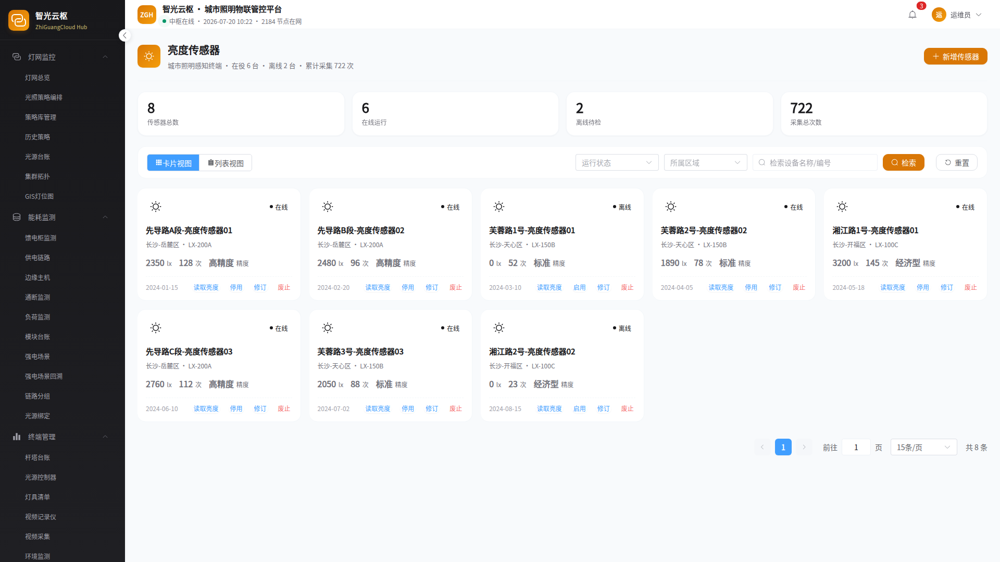 智光云枢
ZhiGuangCloud Hub
灯网监控
灯网总览
光照策略编排
策略库管理
历史策略
光源台账
集群拓扑
GIS灯位图
能耗监测
馈电柜监测
供电链路
边缘主机
通断监测
负荷监测
模块台账
强电场景
强电场景回溯
链路分组
光源绑定
终端管理
杆塔台账
光源控制器
灯具清单
视频记录仪
视频采集
环境监测
ZGH
智光云枢 · 城市照明物联管控平台
中枢在线 · 2026-07-20 10:22 · 2184 节点在网
3
运 运维员
亮度传感器
城市照明感知终端 · 在役 6 台 · 离线 2 台 · 累计采集 722 次
新增传感器
8
传感器总数
6
在线运行
2
离线待检
722
采集总次数
卡片视图 列表视图 运行状态 所属区域 检索设备名称/编号 检索 重置
在线
先导路A段-亮度传感器01
长沙-岳麓区 · LX-200A
2350 lx 128 次 高精度 精度
2024-01-15 读取亮度 停用 修订 废止
在线
先导路B段-亮度传感器02
长沙-岳麓区 · LX-200A
2480 lx 96 次 高精度 精度
2024-02-20 读取亮度 停用 修订 废止
离线
芙蓉路1号-亮度传感器01
长沙-天心区 · LX-150B
0 lx 52 次 标准 精度
2024-03-10 读取亮度 启用 修订 废止
在线
芙蓉路2号-亮度传感器02
长沙-天心区 · LX-150B
1890 lx 78 次 标准 精度
2024-04-05 读取亮度 停用 修订 废止
在线
湘江路1号-亮度传感器01
长沙-开福区 · LX-100C
3200 lx 145 次 经济型 精度
2024-05-18 读取亮度 停用 修订 废止
在线
先导路C段-亮度传感器03
长沙-岳麓区 · LX-200A
2760 lx 112 次 高精度 精度
2024-06-10 读取亮度 停用 修订 废止
在线
芙蓉路3号-亮度传感器03
长沙-天心区 · LX-150B
2050 lx 88 次 标准 精度
2024-07-02 读取亮度 停用 修订 废止
离线
湘江路2号-亮度传感器02
长沙-开福区 · LX-100C
0 lx 23 次 经济型 精度
2024-08-15 读取亮度 启用 修订 废止
1 前往 1 页 15条/页 共 8 条